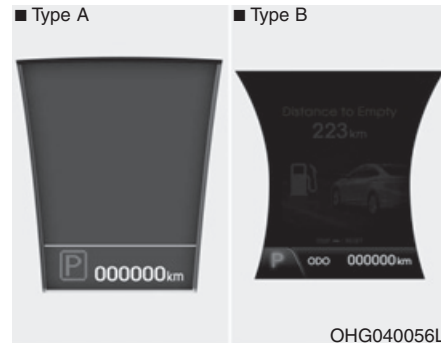 ■ Type A
P 000000km
■ Type B
Distance to Empty
223km
P ODO 000000km
OHG040056L